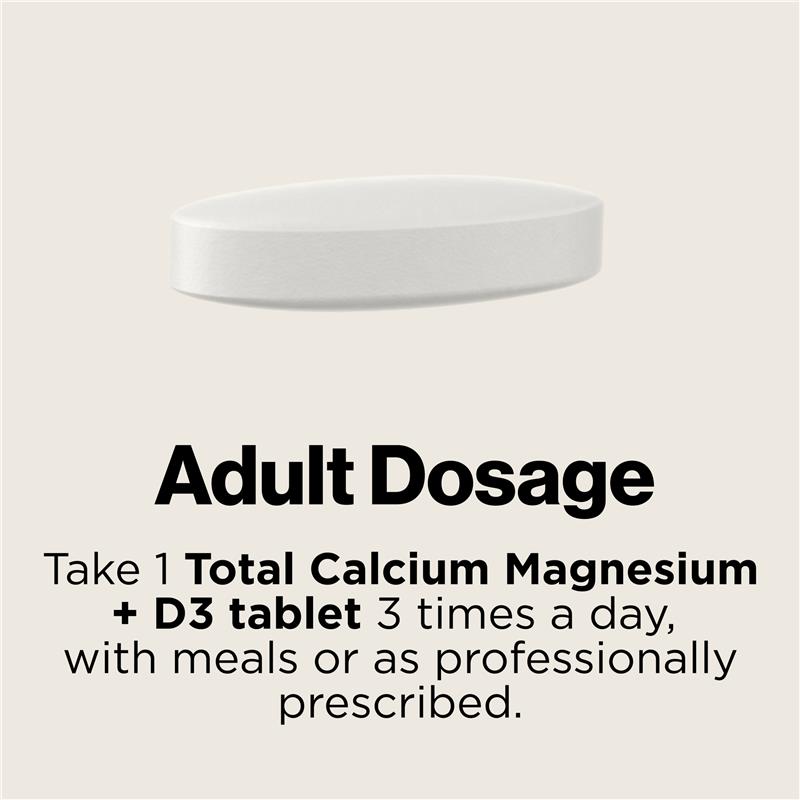 Adult Dosage
Take 1 Total Calcium Magnesium
+ D3 tablet 3 times a day,
with meals or as professionally
prescribed.